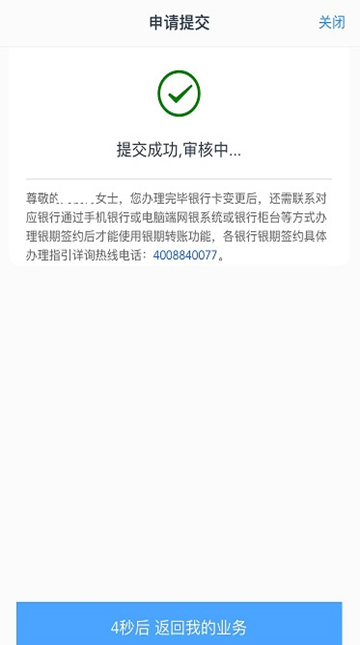 申请提交
关闭
提交成功,审核中...
尊敬的 女士，您办理完毕银行卡变更后，还需联系对
应银行通过手机银行或电脑端网银系统或银行柜台等方式办
理银期签约后才能使用银期转账功能，各银行银期签约具体
办理指引详询热线电话：4008840077。
4秒后 返回我的业务